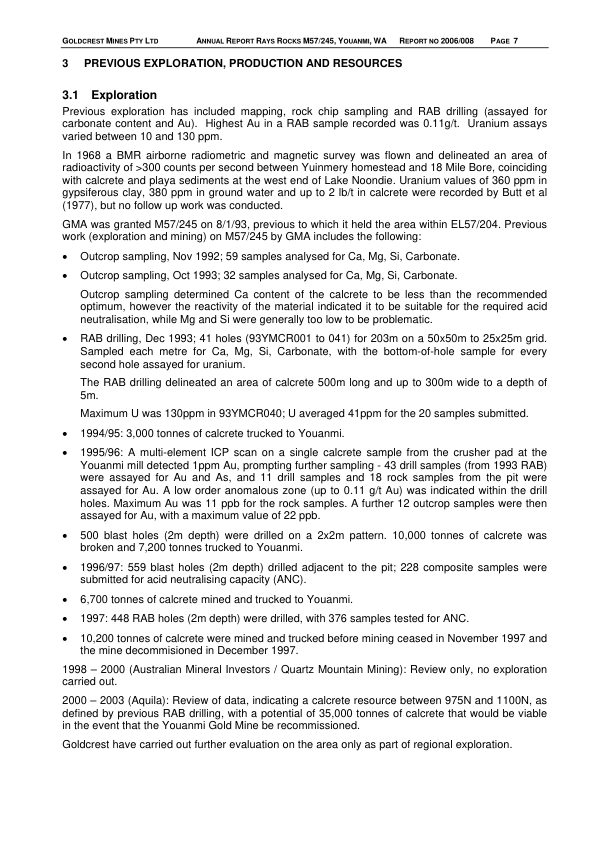 GOLDCREST MINES PTY LTD ANNUAL REPORT RAYS ROCKS M57/245, YOUANMI, WA REPORT NO 2006/008 PAGE 7
3 PREVIOUS EXPLORATION, PRODUCTION AND RESOURCES
3.1 Exploration
Previous exploration has included mapping, rock chip sampling and RAB drilling (assayed for
carbonate content and Au). Highest Au in a RAB sample recorded was 0.11g/t. Uranium assays
varied between 10 and 130 ppm.
In 1968 a BMR airborne radiometric and magnetic survey was flown and delineated an area of
radioactivity of >300 counts per second between Yuinmery homestead and 18 Mile Bore, coinciding
with calcrete and playa sediments at the west end of Lake Noondie. Uranium values of 360 ppm in
gypsiferous clay, 380 ppm in ground water and up to 2 lb/t in calcrete were recorded by Butt et al
(1977), but no follow up work was conducted.
GMA was granted M57/245 on 8/1/93, previous to which it held the area within EL57/204. Previous
work (exploration and mining) on M57/245 by GMA includes the following:
• Outcrop sampling, Nov 1992; 59 samples analysed for Ca, Mg, Si, Carbonate.
• Outcrop sampling, Oct 1993; 32 samples analysed for Ca, Mg, Si, Carbonate.
Outcrop sampling determined Ca content of the calcrete to be less than the recommended
optimum, however the reactivity of the material indicated it to be suitable for the required acid
neutralisation, while Mg and Si were generally too low to be problematic.
• RAB drilling, Dec 1993; 41 holes (93YMCR001 to 041) for 203m on a 50x50m to 25x25m grid.
Sampled each metre for Ca, Mg, Si, Carbonate, with the bottom-of-hole sample for every
second hole assayed for uranium.
The RAB drilling delineated an area of calcrete 500m long and up to 300m wide to a depth of
5m.
Maximum U was 130ppm in 93YMCR040; U averaged 41ppm for the 20 samples submitted.
• 1994/95: 3,000 tonnes of calcrete trucked to Youanmi.
• 1995/96: A multi-element ICP scan on a single calcrete sample from the crusher pad at the
Youanmi mill detected 1ppm Au, prompting further sampling - 43 drill samples (from 1993 RAB)
were assayed for Au and As, and 11 drill samples and 18 rock samples from the pit were
assayed for Au. A low order anomalous zone (up to 0.11 g/t Au) was indicated within the drill
holes. Maximum Au was 11 ppb for the rock samples. A further 12 outcrop samples were then
assayed for Au, with a maximum value of 22 ppb.
• 500 blast holes (2m depth) were drilled on a 2x2m pattern. 10,000 tonnes of calcrete was
broken and 7,200 tonnes trucked to Youanmi.
• 1996/97: 559 blast holes (2m depth) drilled adjacent to the pit; 228 composite samples were
submitted for acid neutralising capacity (ANC).
• 6,700 tonnes of calcrete mined and trucked to Youanmi.
• 1997: 448 RAB holes (2m depth) were drilled, with 376 samples tested for ANC.
• 10,200 tonnes of calcrete were mined and trucked before mining ceased in November 1997 and
the mine decommisioned in December 1997.
1998 – 2000 (Australian Mineral Investors / Quartz Mountain Mining): Review only, no exploration
carried out.
2000 – 2003 (Aquila): Review of data, indicating a calcrete resource between 975N and 1100N, as
defined by previous RAB drilling, with a potential of 35,000 tonnes of calcrete that would be viable
in the event that the Youanmi Gold Mine be recommissioned.
Goldcrest have carried out further evaluation on the area only as part of regional exploration.